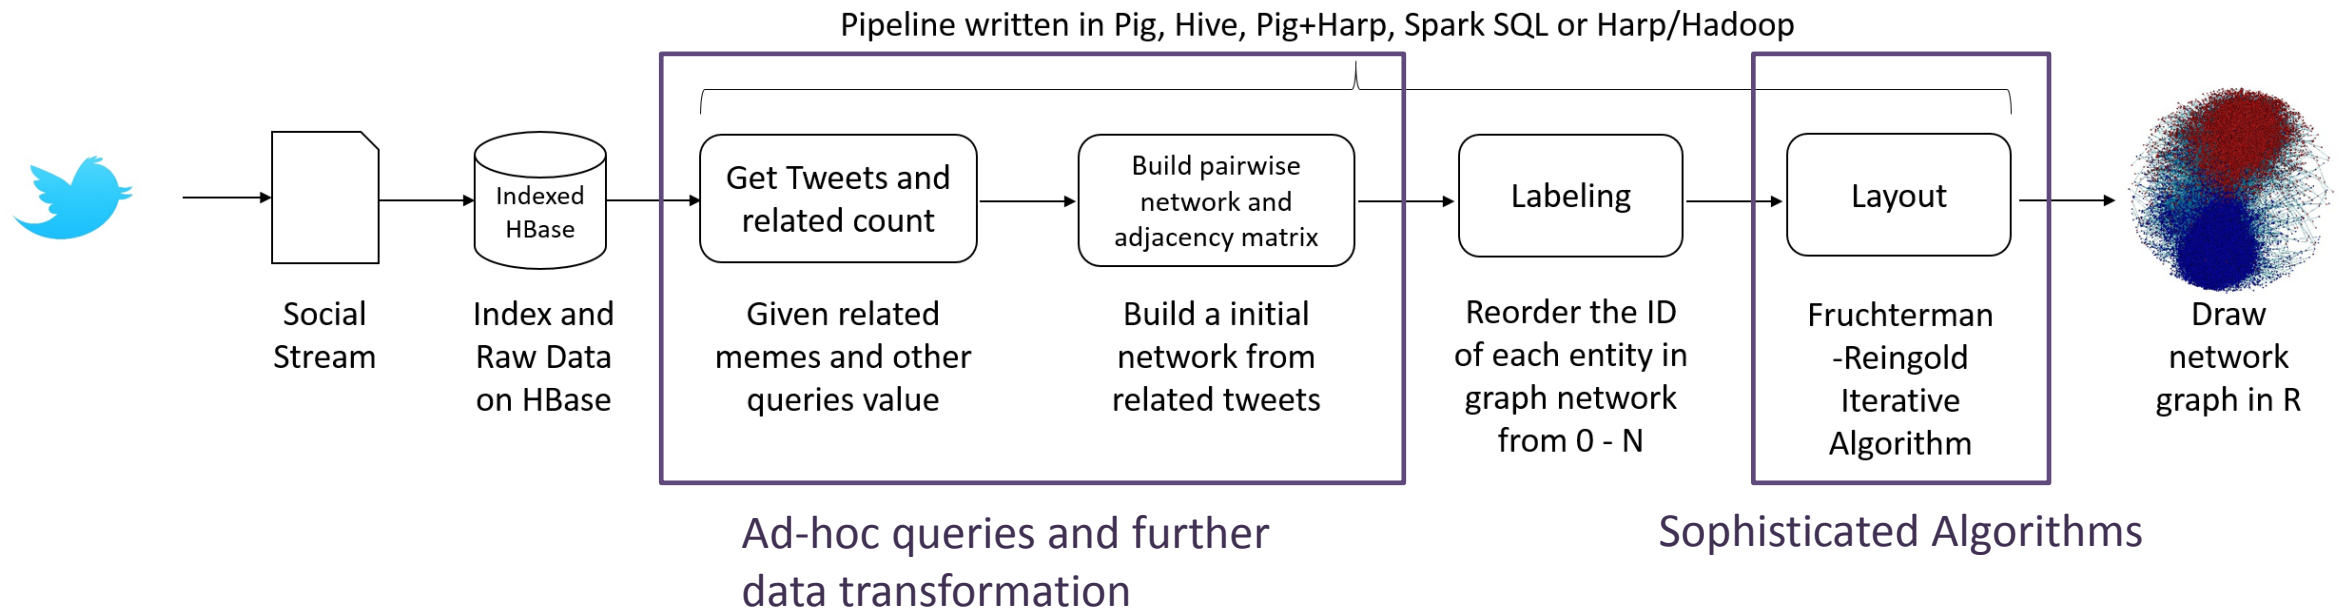 Pipeline written in Pig, Hive, Pig+Harp, Spark SQL or Harp/Hadoop
Indexed
HBase
Get Tweets and
related count
Build pairwise
network and
adjacency matrix
Labeling
Layout
Social
Stream
Index and
Raw Data
on HBase
Given related
memes and other
queries value
Build a initial
network from
related tweets
Reorder the ID
of each entity in
graph network
from 0 - N
Fruchterman
-Reingold
Iterative
Algorithm
Draw
network
graph in R
Ad-hoc queries and further
data transformation
Sophisticated Algorithms